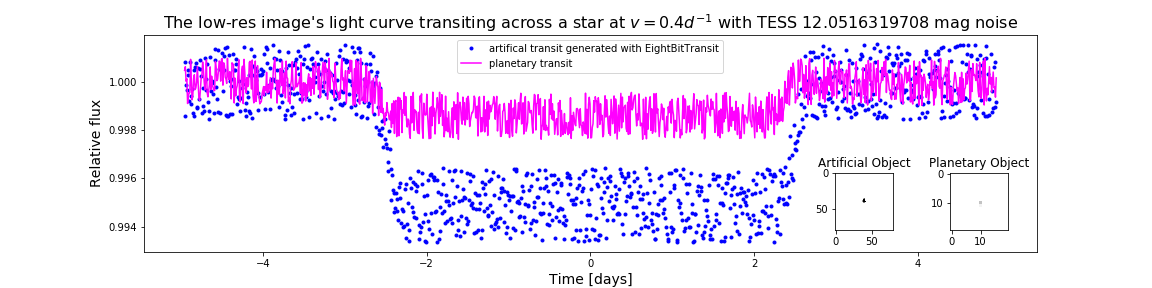 The low-res image's light curve transiting across a star at v = 0.4d⁻¹ with TESS 12.0516319708 mag noise
artifical transit generated with EightBitTransit
planetary transit
Relative flux
1.000
0.998
0.996
0.994
Artificial Object
0
50
0 50
Planetary Object
0
10
0 10
−4 −2 0 2 4
Time [days]